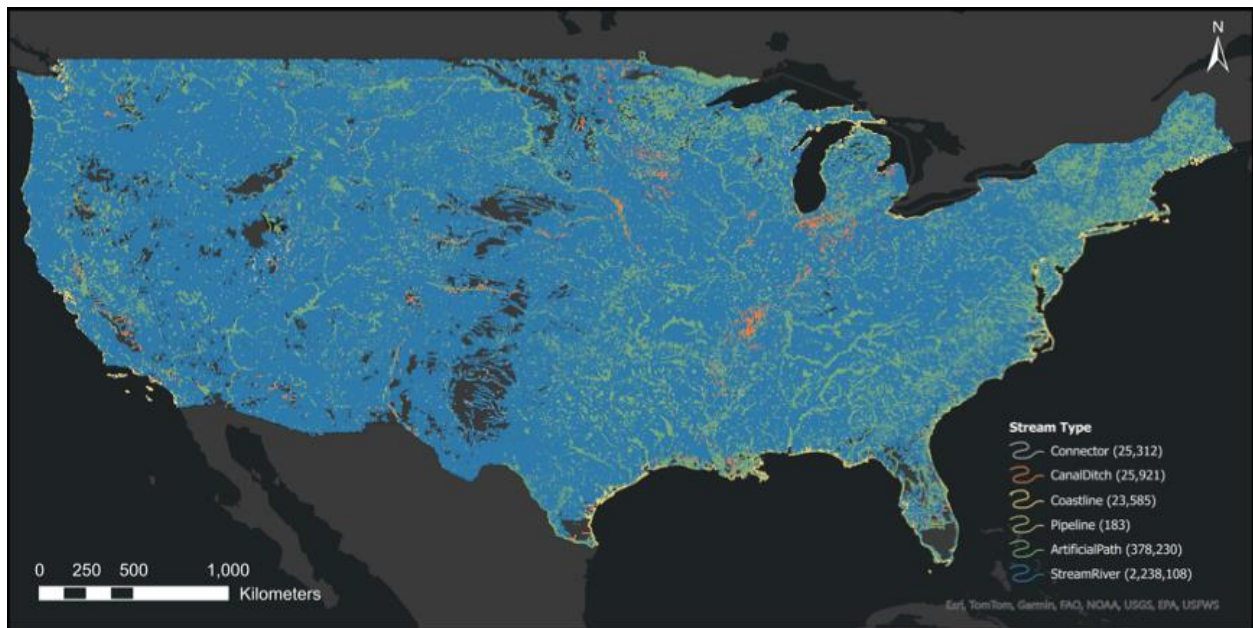 N
Stream Type
Connector (25,312)
CanalDitch (25,921)
Coastline (23,585)
Pipeline (183)
ArtificialPath (378,230)
StreamRiver (2,238,108)
0 250 500 1,000
Kilometers
Esri, TomTom, Garmin, FAO, NOAA, USGS, EPA, USFWS